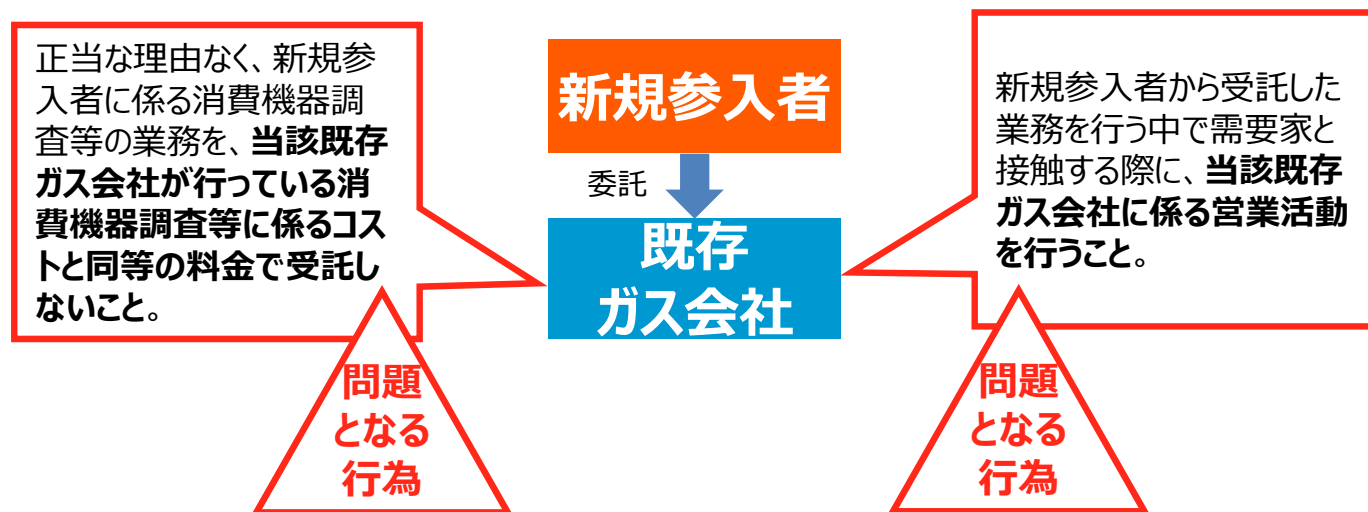 正当な理由なく、新規参
入者に係る消費機器調
査等の業務を、当該既存
ガス会社が行っている消
費機器調査等に係るコス
トと同等の料金で受託し
ないこと。
問題
となる
行為
新規参入者
委託
既存
ガス会社
新規参入者から受託した
業務を行う中で需要家と
接触する際に、当該既存
ガス会社に係る営業活動
を行うこと。
問題
となる
行為